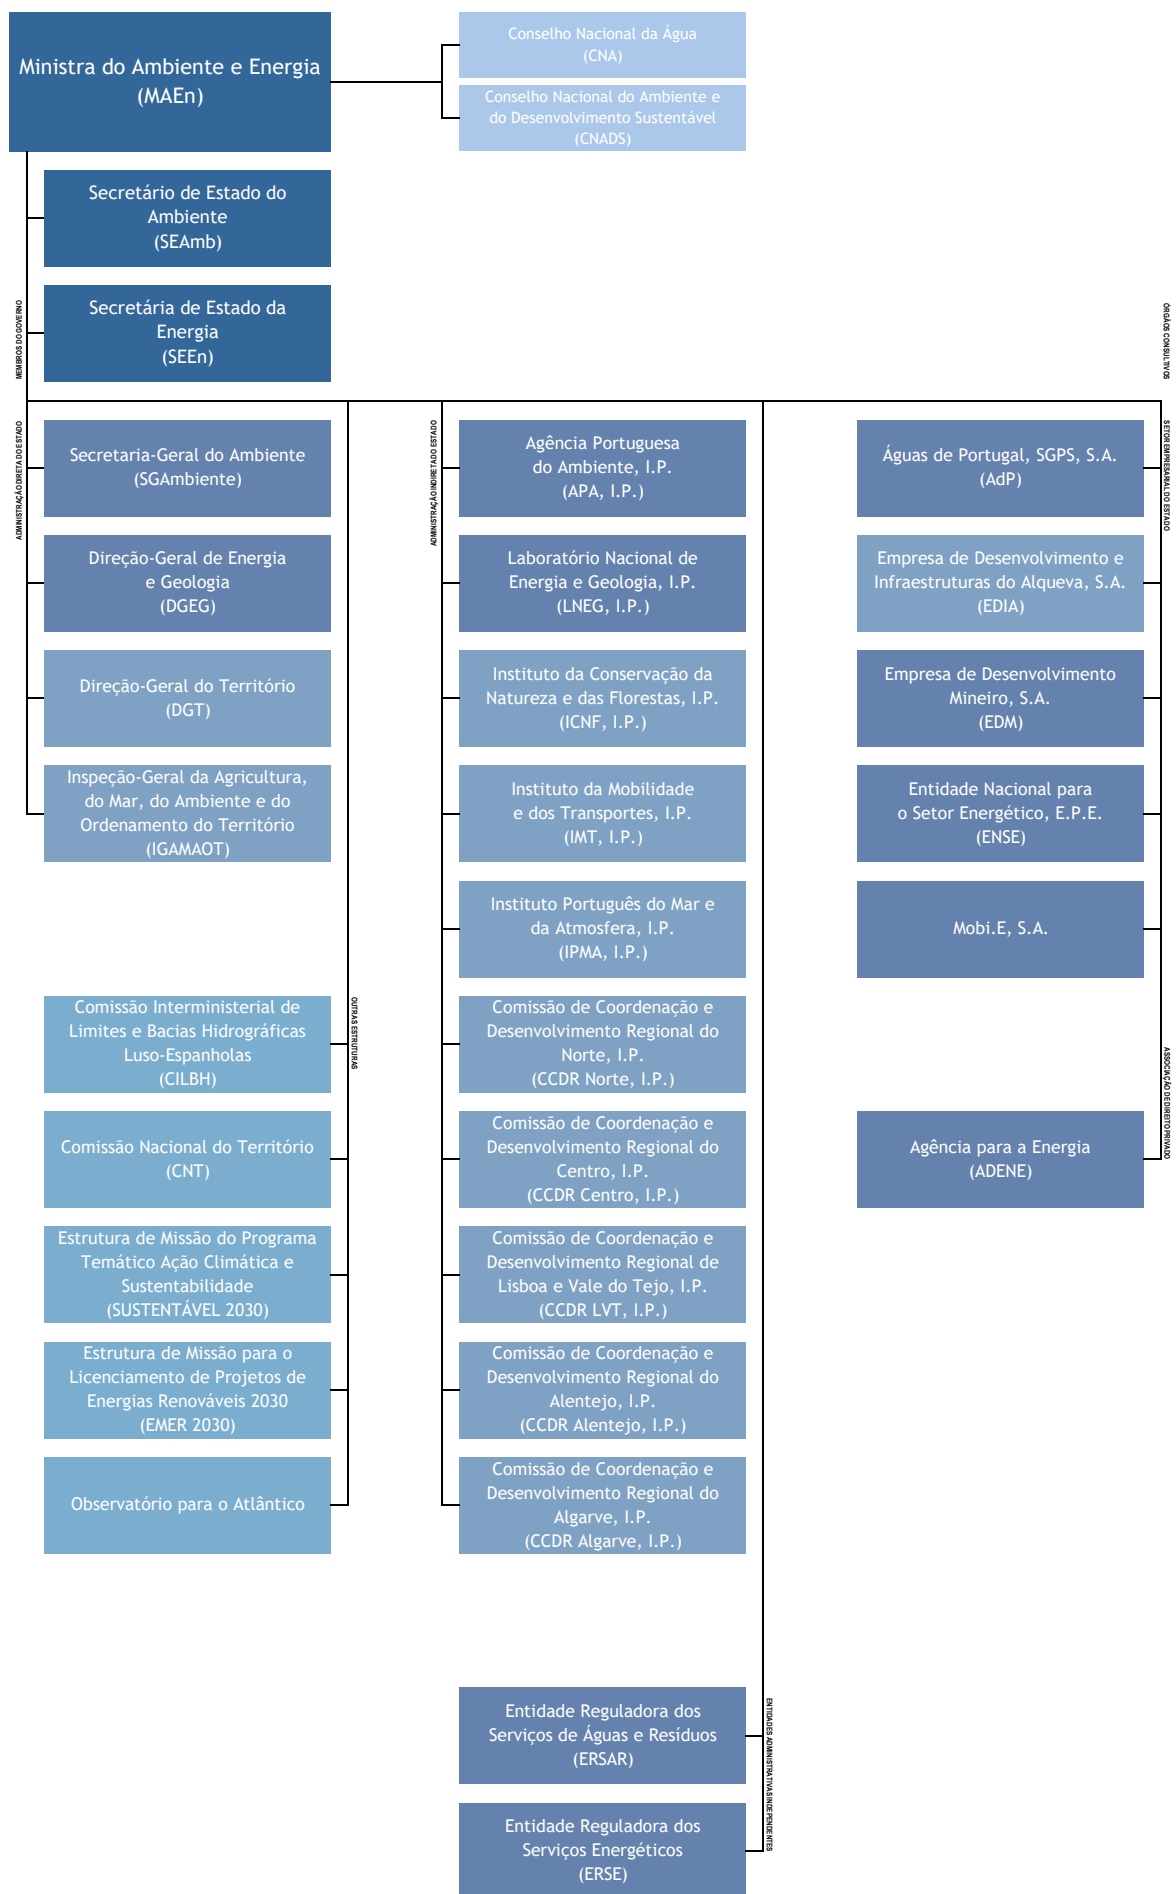 Ministra do Ambiente e Energia
(MAEn)
Conselho Nacional da Água
(CNA)
Conselho Nacional do Ambiente e
do Desenvolvimento Sustentável
(CNADS)
MEMBROS DO GOVERNO
Secretário de Estado do
Ambiente
(SEAmb)
Secretária de Estado da
Energia
(SEEn)
ÓRGÃOS CONSULTIVOS
ADMINISTRAÇÃO DIRETA DO ESTADO
Secretaria-Geral do Ambiente
(SGAmbiente)
Direção-Geral de Energia
e Geologia
(DGEG)
Direção-Geral do Território
(DGT)
Inspeção-Geral da Agricultura,
do Mar, do Ambiente e do
Ordenamento do Território
(IGAMAOT)
OUTRAS ESTRUTURAS
Comissão Interministerial de
Limites e Bacias Hidrográficas
Luso-Espanholas
(CILBH)
Comissão Nacional do Território
(CNT)
Estrutura de Missão do Programa
Temático Ação Climática e
Sustentabilidade
(SUSTENTÁVEL 2030)
Estrutura de Missão para o
Licenciamento de Projetos de
Energias Renováveis 2030
(EMER 2030)
Observatório para o Atlântico
ADMINISTRAÇÃO INDIRETA DO ESTADO
Agência Portuguesa
do Ambiente, I.P.
(APA, I.P.)
Laboratório Nacional de
Energia e Geologia, I.P.
(LNEG, I.P.)
Instituto da Conservação da
Natureza e das Florestas, I.P.
(ICNF, I.P.)
Instituto da Mobilidade
e dos Transportes, I.P.
(IMT, I.P.)
Instituto Português do Mar e
da Atmosfera, I.P.
(IPMA, I.P.)
Comissão de Coordenação e
Desenvolvimento Regional do
Norte, I.P.
(CCDR Norte, I.P.)
Comissão de Coordenação e
Desenvolvimento Regional do
Centro, I.P.
(CCDR Centro, I.P.)
Comissão de Coordenação e
Desenvolvimento Regional de
Lisboa e Vale do Tejo, I.P.
(CCDR LVT, I.P.)
Comissão de Coordenação e
Desenvolvimento Regional do
Alentejo, I.P.
(CCDR Alentejo, I.P.)
Comissão de Coordenação e
Desenvolvimento Regional do
Algarve, I.P.
(CCDR Algarve, I.P.)
ENTIDADES ADMINISTRATIVAS INDEPENDENTES
Entidade Reguladora dos
Serviços de Águas e Resíduos
(ERSAR)
Entidade Reguladora dos
Serviços Energéticos
(ERSE)
SETOR EMPRESARIAL DO ESTADO
Águas de Portugal, SGPS, S.A.
(AdP)
Empresa de Desenvolvimento e
Infraestruturas do Alqueva, S.A.
(EDIA)
Empresa de Desenvolvimento
Mineiro, S.A.
(EDM)
Entidade Nacional para
o Setor Energético, E.P.E.
(ENSE)
Mobi.E, S.A.
ASSOCIAÇÃO DE DIREITO PRIVADO
Agência para a Energia
(ADENE)